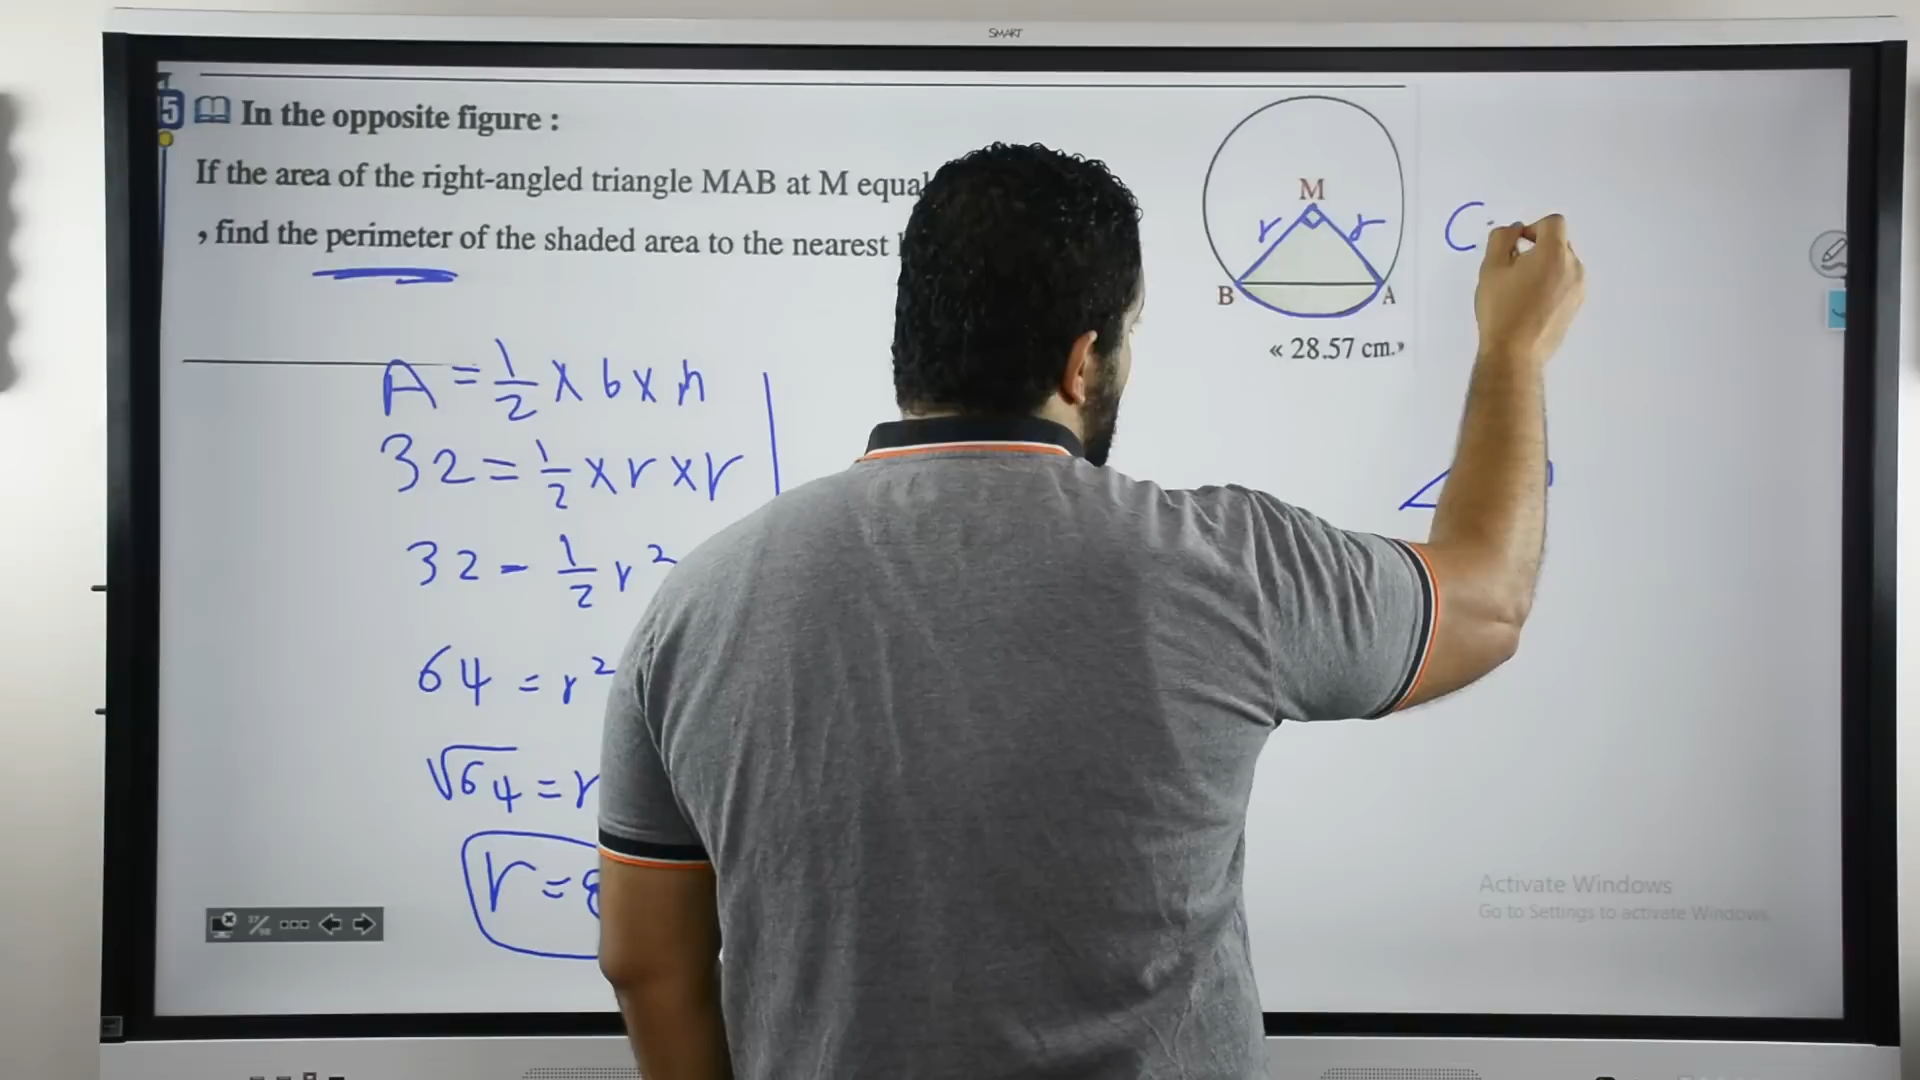 SMART
5 In the opposite figure :
If the area of the right-angled triangle MAB at M equal
, find the perimeter of the shaded area to the nearest
M
r r
B A
« 28.57 cm.»
C
A = 1/2 × b × h
32 = 1/2 × r × r
32 - 1/2 r²
64 = r²
√64 = r
r = 8
Activate Windows
Go to Settings to activate Windows.